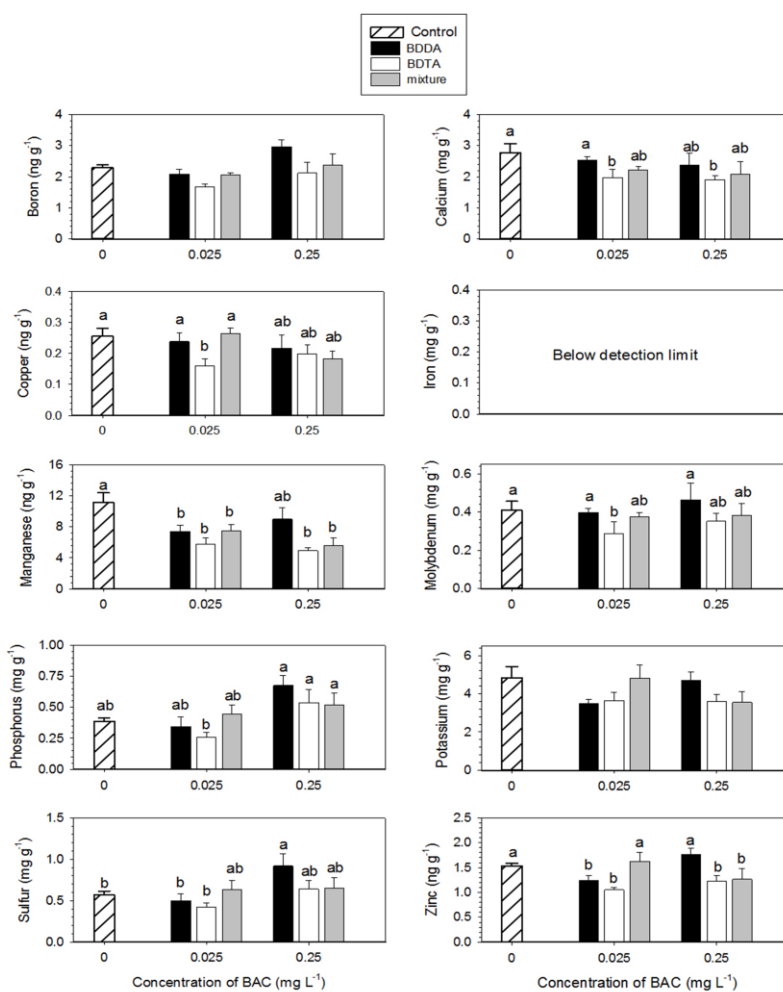 Control
BDDA
BDTA
mixture
Boron (ng g-1)
4
3
2
1
0
0
0.025
0.25
Calcium (mg g-1)
4
3
2
1
0
a
a
b
ab
ab
b
ab
0
0.025
0.25
Copper (ng g-1)
0.4
0.3
0.2
0.1
0.0
a
a
b
a
ab
ab
ab
0
0.025
0.25
Iron (mg g-1)
0.4
0.3
0.2
0.1
0.0
Below detection limit
0
0.025
0.25
Manganese (ng g-1)
16
12
8
4
0
a
b
b
b
ab
b
b
0
0.025
0.25
Molybdenum (mg g-1)
0.6
0.4
0.2
0.0
a
a
b
ab
a
ab
ab
0
0.025
0.25
Phosphorus (mg g-1)
1.00
0.75
0.50
0.25
0.00
ab
ab
b
ab
a
a
a
0
0.025
0.25
Potassium (mg g-1)
6
4
2
0
0
0.025
0.25
Sulfur (mg g-1)
1.5
1.0
0.5
0.0
b
b
b
ab
a
ab
ab
0
0.025
0.25
Concentration of BAC (mg L-1)
Zinc (ng g-1)
2.5
2.0
1.5
1.0
0.5
0.0
a
b
b
a
a
b
b
0
0.025
0.25
Concentration of BAC (mg L-1)